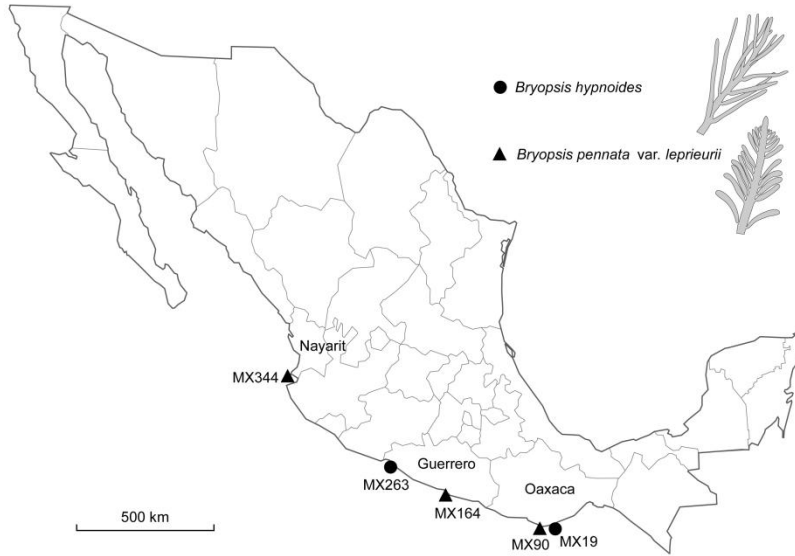 Bryopsis hypnoides
Bryopsis pennata var. leprieurii
Nayarit
MX344
Guerrero
MX263
Oaxaca
MX164
500 km
MX90
MX19